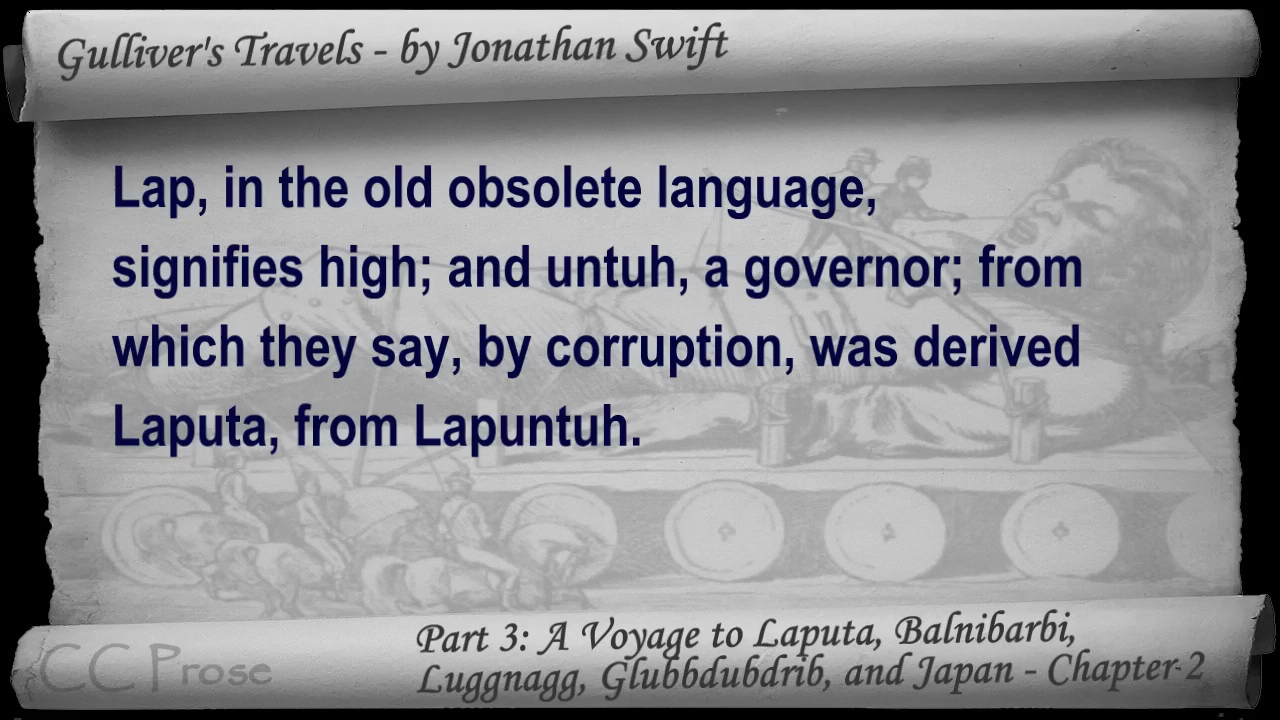 Gulliver's Travels - by Jonathan Swift
Lap, in the old obsolete language,
signifies high; and untuh, a governor; from
which they say, by corruption, was derived
Laputa, from Lapuntuh.
Part 3: A Voyage to Laputa, Balnibarbi,
Luggnagg, Glubbdubdrib, and Japan - Chapter 2
CC Prose